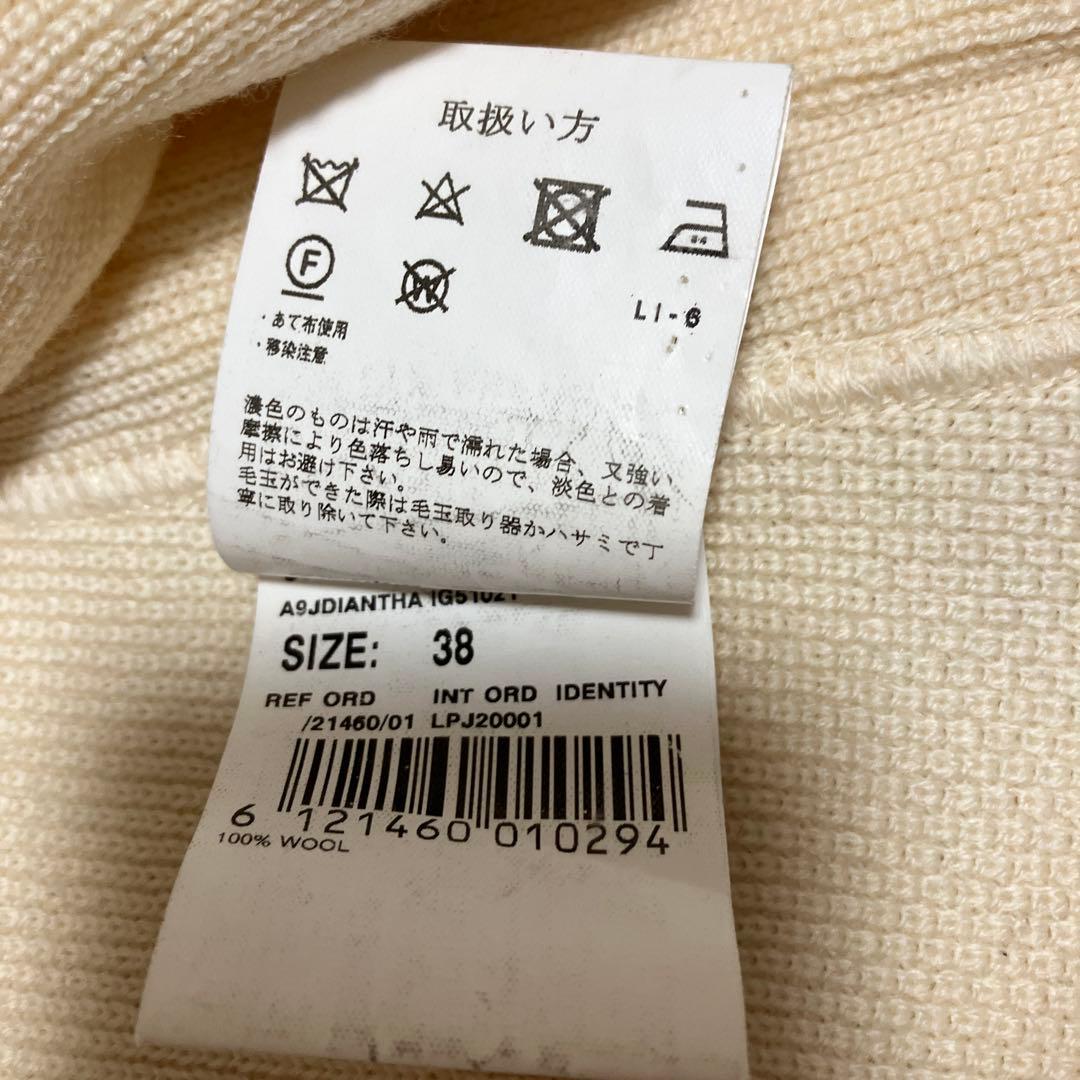 取扱い方
F
W
LI-6
・あて布使用
・移染注意
濃色のものは汗や雨で濡れた場合、又強い
摩擦により色落ちし易いので、淡色との着
用はお避け下さい。
毛玉ができた際は毛玉取り器かハサミで丁
寧に取り除いて下さい。
A9JDIANTHA IG51021
SIZE: 38
REF ORD INT ORD IDENTITY
/21460/01 LPJ20001
6 121460 010294
100% WOOL